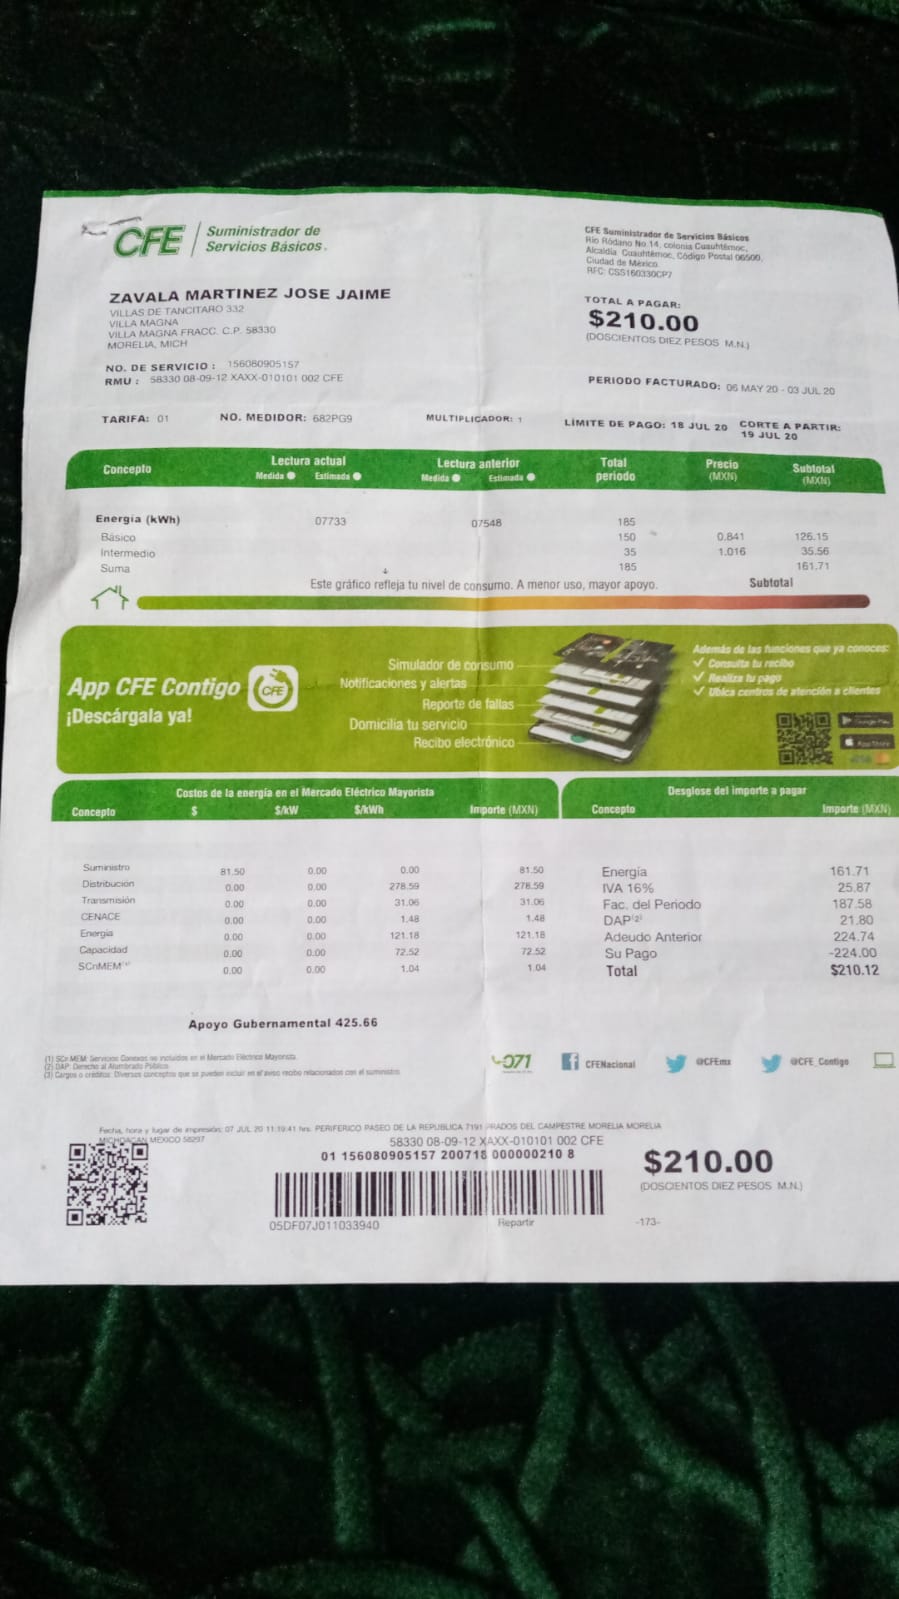 CFE
Suministrador de
Servicios Básicos.
CFE Suministrador de Servicios Básicos
Río Ródano No.14, colonia Cuauhtémoc,
Alcaldía Cuauhtémoc, Código Postal 06500,
Ciudad de México
RFC: CSS160330CP7
ZAVALA MARTINEZ JOSE JAIME
VILLAS DE TANCITARO 332
VILLA MAGNA
VILLA MAGNA FRACC. C.P. 58330
MORELIA, MICH
TOTAL A PAGAR:
$210.00
(DOSCIENTOS DIEZ PESOS M.N.)
NO. DE SERVICIO : 156080905157
RMU : 58330 08-09-12 XAXX-010101 002 CFE
PERIODO FACTURADO: 06 MAY 20 - 03 JUL 20
TARIFA: 01 NO. MEDIDOR: 682PG9 MULTIPLICADOR: 1 LÍMITE DE PAGO: 18 JUL 20 CORTE A PARTIR:
19 JUL 20
Concepto Lectura actual Lectura anterior Total periodo Precio (MXN) Subtotal (MXN)
Medida Estimada Medida Estimada
Energía (kWh) 07733 07548 185
Básico 150 0.841 126.15
Intermedio 35 1.016 35.56
Suma 185 161.71
Este gráfico refleja tu nivel de consumo. A menor uso, mayor apoyo. Subtotal
App CFE Contigo
¡Descárgala ya!
CFE
Simulador de consumo
Notificaciones y alertas
Reporte de fallas
Domicilia tu servicio
Recibo electrónico
Además de las funciones que ya conoces:
✓ Consulta tu recibo
✓ Realiza tu pago
✓ Ubica centros de atención a clientes
Google Play
App Store
Costos de la energía en el Mercado Eléctrico Mayorista
Concepto $ $/kW $/kWh Importe (MXN)
Suministro 81.50 0.00 0.00 81.50
Distribución 0.00 0.00 278.59 278.59
Transmisión 0.00 0.00 31.06 31.06
CENACE 0.00 0.00 1.48 1.48
Energía 0.00 0.00 121.18 121.18
Capacidad 0.00 0.00 72.52 72.52
SCnMEM(1) 0.00 0.00 1.04 1.04
Desglose del importe a pagar
Concepto Importe (MXN)
Energía 161.71
IVA 16% 25.87
Fac. del Periodo 187.58
DAP(2) 21.80
Adeudo Anterior 224.74
Su Pago -224.00
Total $210.12
Apoyo Gubernamental 425.66
(1) SCnMEM: Servicios Conexos no incluidos en el Mercado Eléctrico Mayorista.
(2) DAP: Derecho al Alumbrado Público.
(3) Cargos o créditos: Diversos conceptos que se pueden incluir en el aviso recibo relacionados con el suministro.
071 CFENacional @CFEmx @CFE_Contigo
Fecha, hora y lugar de impresión: 07 JUL 20 11:19:41 hrs. PERIFERICO PASEO DE LA REPUBLICA 7191 PRADOS DEL CAMPESTRE MORELIA MORELIA
MICHOACAN MEXICO 58297
58330 08-09-12 XAXX-010101 002 CFE
01 156080905157 200718 000000210 8
05DF07J011033940
Repartir
$210.00
(DOSCIENTOS DIEZ PESOS M.N.)
-173-